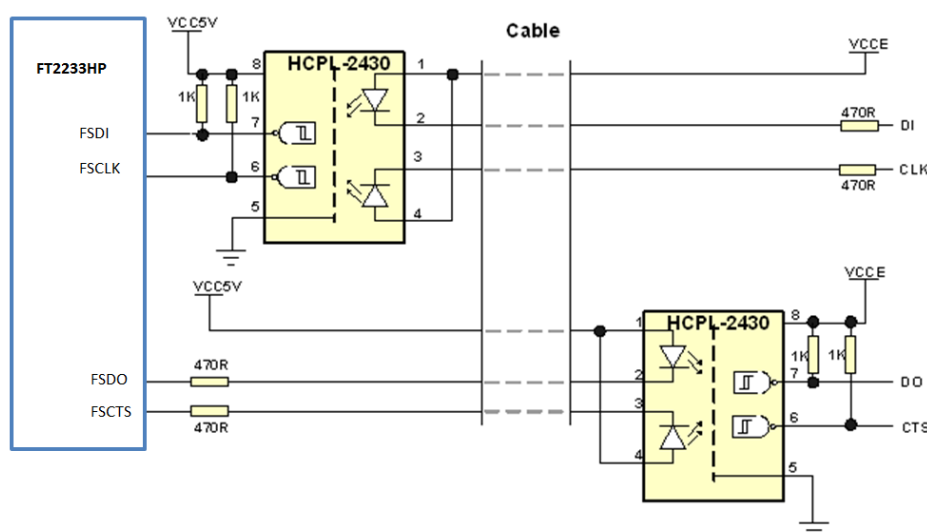 VCC5V
Cable
VCCE
FT2233HP
HCPL-2430
8
1
1K
1K
470R
7
2
DI
FSDI
FSCLK
6
3
CLK
470R
5
4
VCC5V
VCCE
8
1
HCPL-2430
470R
1K
1K
FSDO
2
7
DO
FSCTS
3
6
CTS
470R
4
5